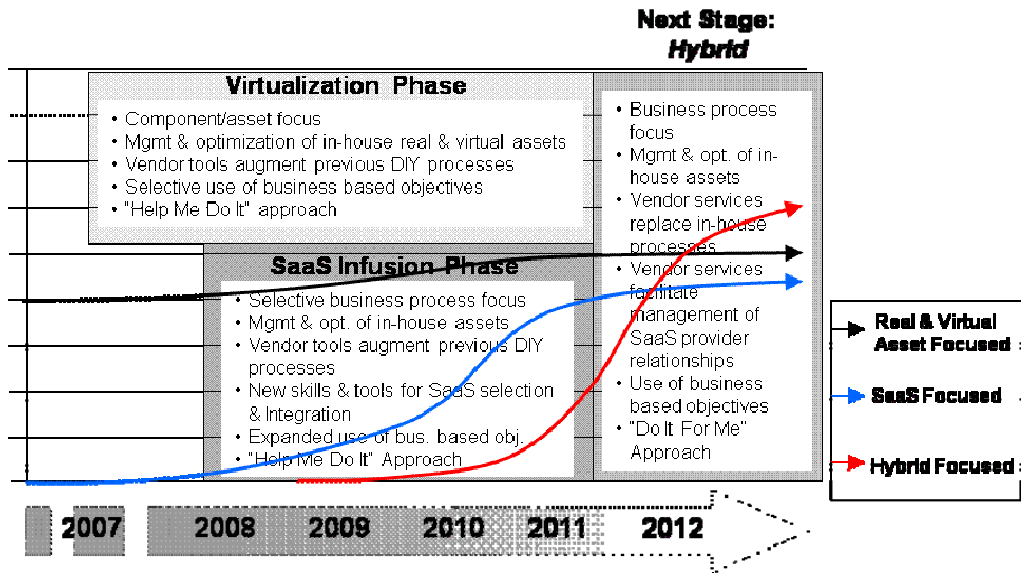 Next Stage:
Hybrid
Virtualization Phase
• Component/asset focus
• Mgmt & optimization of in-house real & virtual assets
• Vendor tools augment previous DIY processes
• Selective use of business based objectives
• "Help Me Do It" approach
SaaS Infusion Phase
• Selective business process focus
• Mgmt & opt. of in-house assets
• Vendor tools augment previous DIY
processes
• New skills & tools for SaaS selection
& Integration
• Expanded use of bus. based obj.
• "Help Me Do It" Approach
• Business process
focus
• Mgmt & opt. of in-
house assets
• Vendor services
replace in-house
processes
• Vendor services
facilitate
management of
SaaS provider
relationships
• Use of business
based objectives
• "Do It For Me"
Approach
Real & Virtual
Asset Focused
SaaS Focused
Hybrid Focused
2007 2008 2009 2010 2011 2012